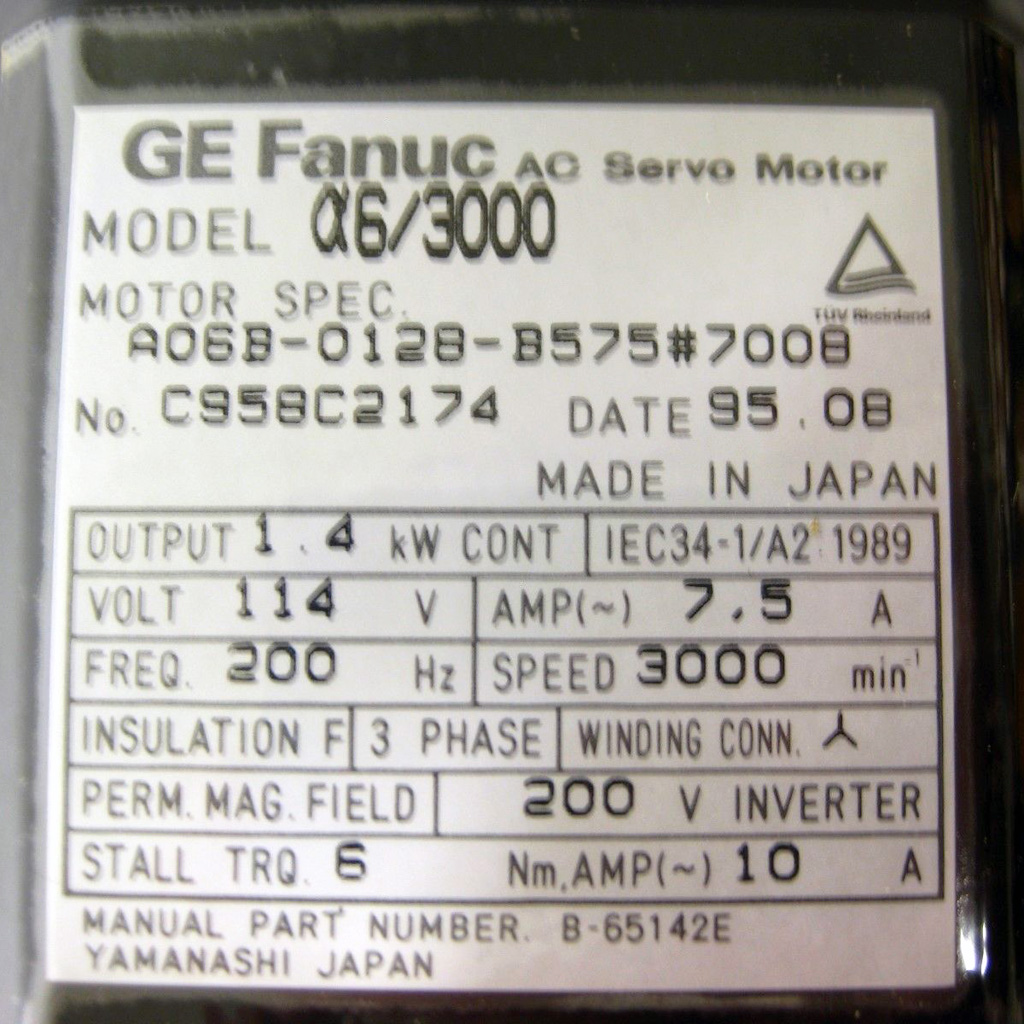 GE Fanuc AC Servo Motor
MODEL α6/3000
TÜV Rheinland
MOTOR SPEC.
A06B-0128-B575#7008
No. C958C2174 DATE 95.08
MADE IN JAPAN
OUTPUT 1.4 kW CONT IEC34-1/A2 1989
VOLT 114 V AMP(~) 7.5 A
FREQ. 200 Hz SPEED 3000 min⁻¹
INSULATION F 3 PHASE WINDING CONN.
PERM. MAG. FIELD 200 V INVERTER
STALL TRQ. 6 Nm, AMP(~) 10 A
MANUAL PART NUMBER. B-65142E
YAMANASHI JAPAN